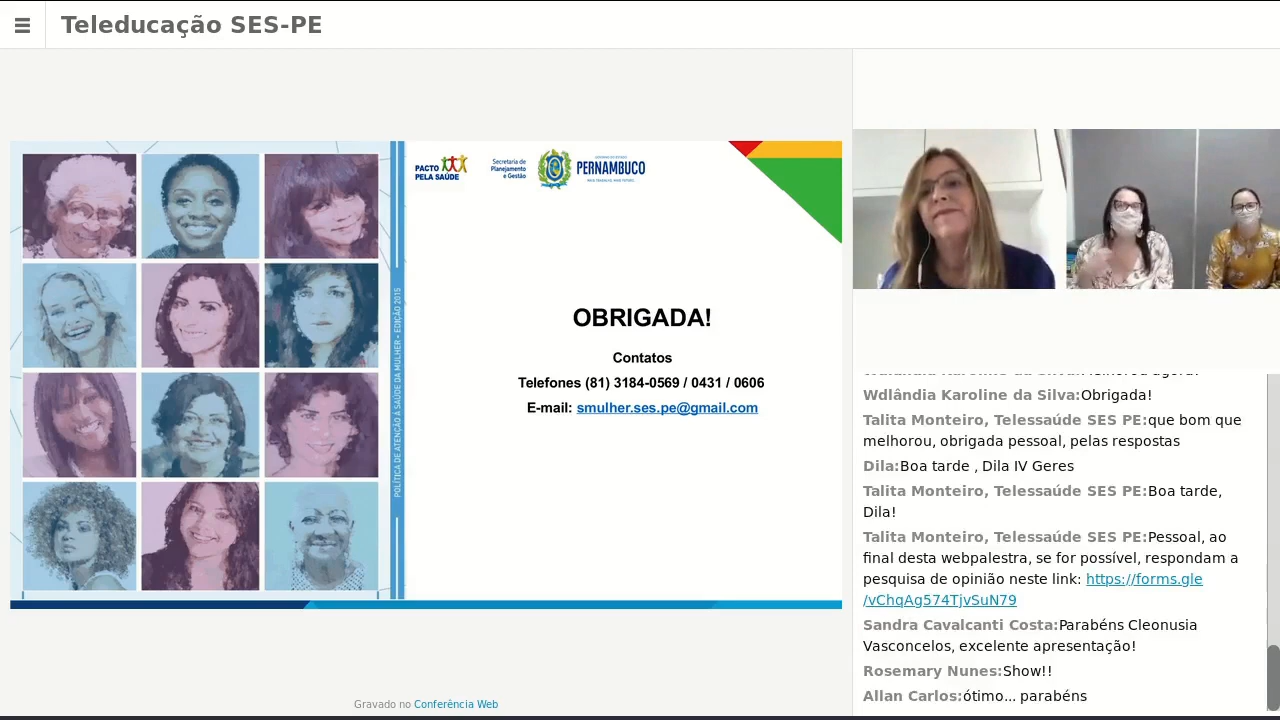 Teleducação SES-PE
PACTO
PELA SAÚDE
Secretaria de
Planejamento
e Gestão
PERNAMBUCO
POLÍTICA DE ATENÇÃO À SAÚDE DA MULHER - EDIÇÃO 2015
OBRIGADA!
Contatos
Telefones (81) 3184-0569 / 0431 / 0606
E-mail: smulher.ses.pe@gmail.com
Gravado no Conferência Web
Wdlândia Karoline da Silva:Obrigada!
Talita Monteiro, Telessaúde SES PE:que bom que
melhorou, obrigada pessoal, pelas respostas
Dila:Boa tarde , Dila IV Geres
Talita Monteiro, Telessaúde SES PE:Boa tarde,
Dila!
Talita Monteiro, Telessaúde SES PE:Pessoal, ao
final desta webpalestra, se for possível, respondam a
pesquisa de opinião neste link: https://forms.gle
/vChqAg574TjvSuN79
Sandra Cavalcanti Costa:Parabéns Cleonusia
Vasconcelos, excelente apresentação!
Rosemary Nunes:Show!!
Allan Carlos:ótimo... parabéns